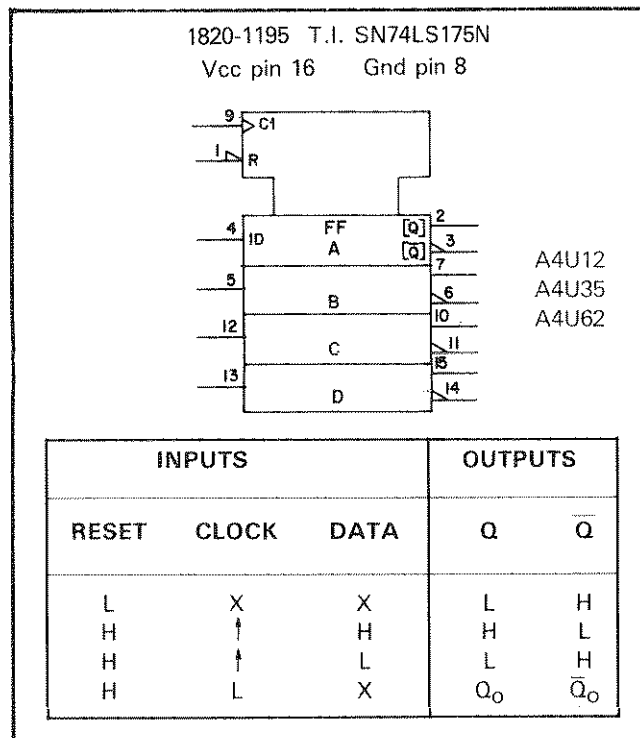 1820-1195 T.I. SN74LS175N
Vcc pin 16 Gnd pin 8
9 C1
1 R
4 1D FF [Q] 2
A [Q̅] 3
7
5 B 6
10
12 C 11
15
13 D 14
A4U12
A4U35
A4U62
INPUTS OUTPUTS
RESET CLOCK DATA Q Q̅
L X X L H
H ↑ H H L
H ↑ L L H
H L X Q₀ Q̅₀